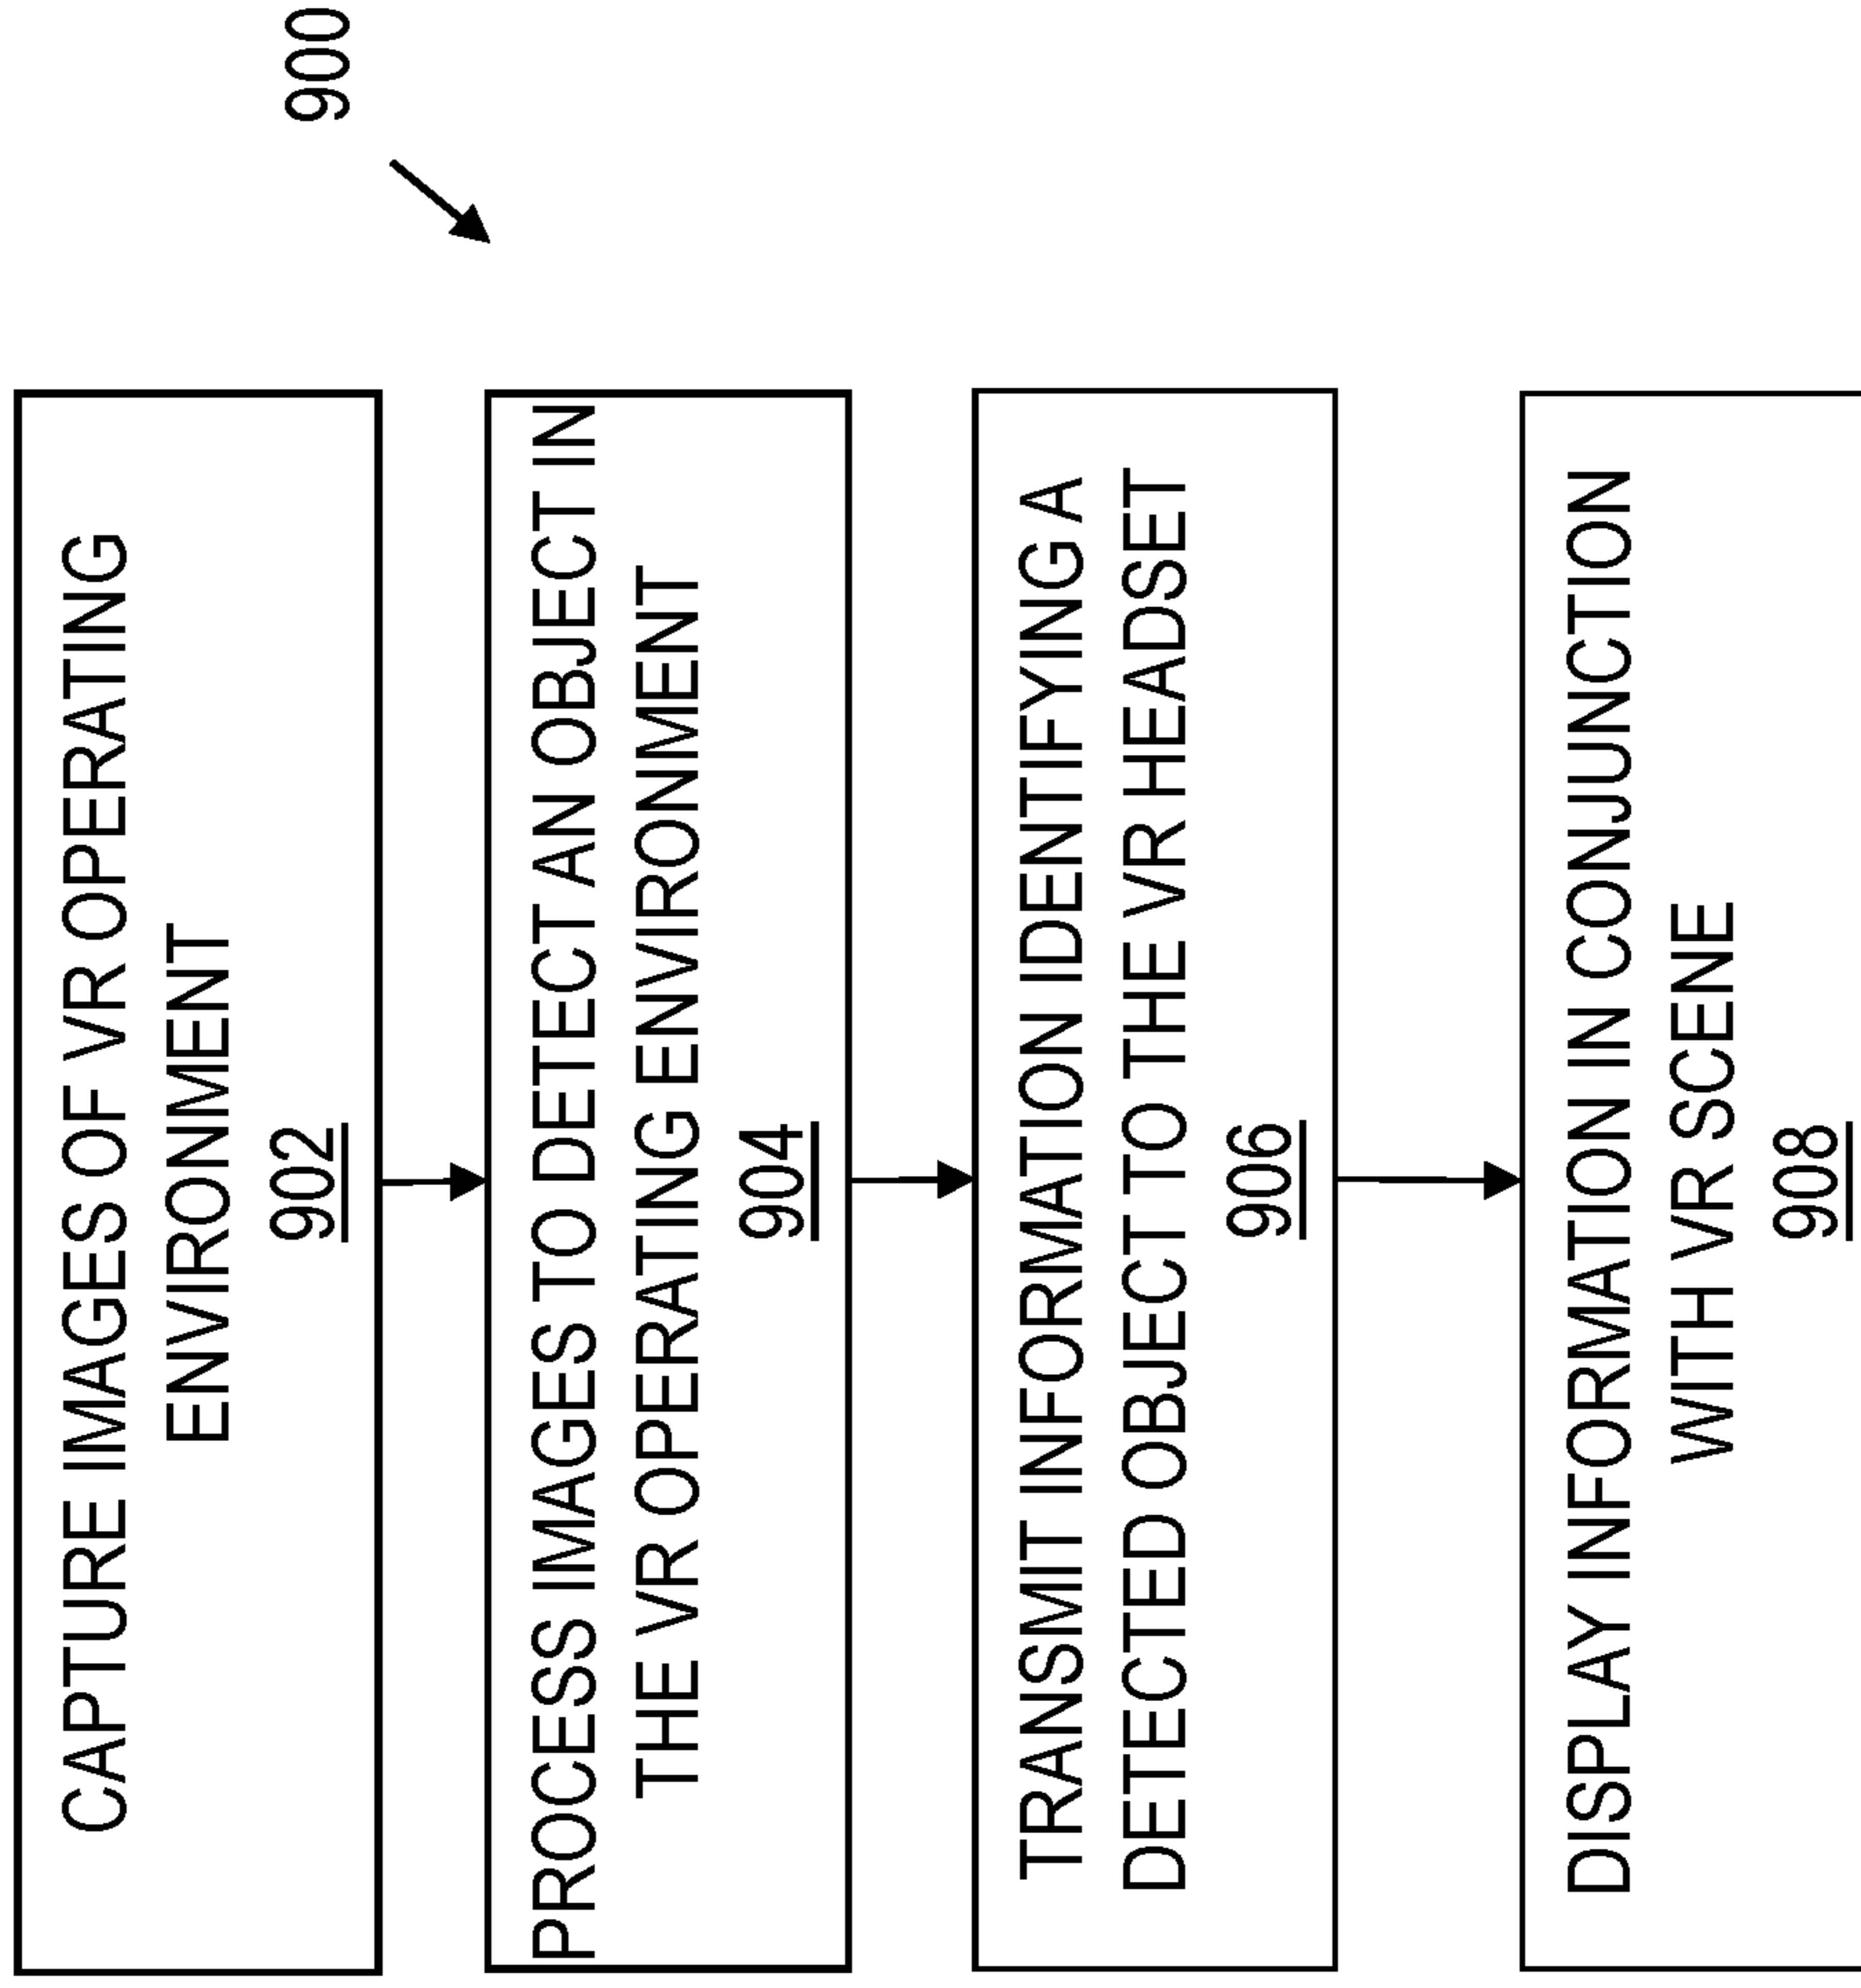 900
CAPTURE IMAGES OF VR OPERATING
ENVIRONMENT
902
PROCESS IMAGES TO DETECT AN OBJECT IN
THE VR OPERATING ENVIRONMENT
904
TRANSMIT INFORMATION IDENTIFYING A
DETECTED OBJECT TO THE VR HEADSET
906
DISPLAY INFORMATION IN CONJUNCTION
WITH VR SCENE
908